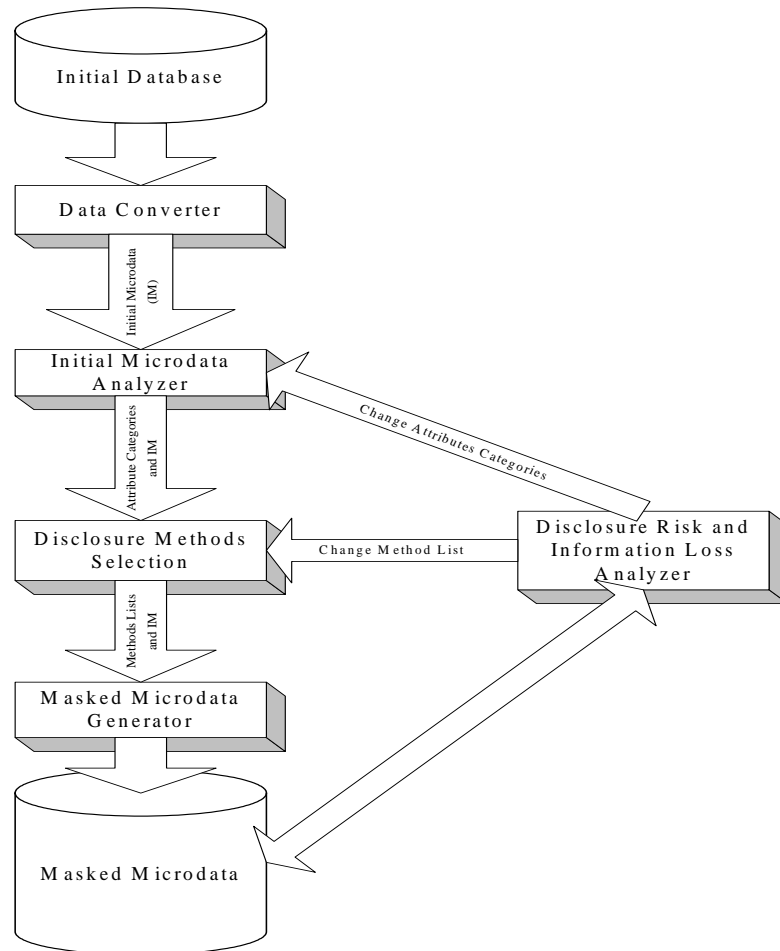 Initial Database
Data Converter
Initial Microdata
(IM)
Initial Microdata
Analyzer
Change Attributes Categories
Attribute Categories
and IM
Disclosure Methods
Selection
Change Method List
Disclosure Risk and
Information Loss
Analyzer
Methods Lists
and IM
Masked Microdata
Generator
Masked Microdata